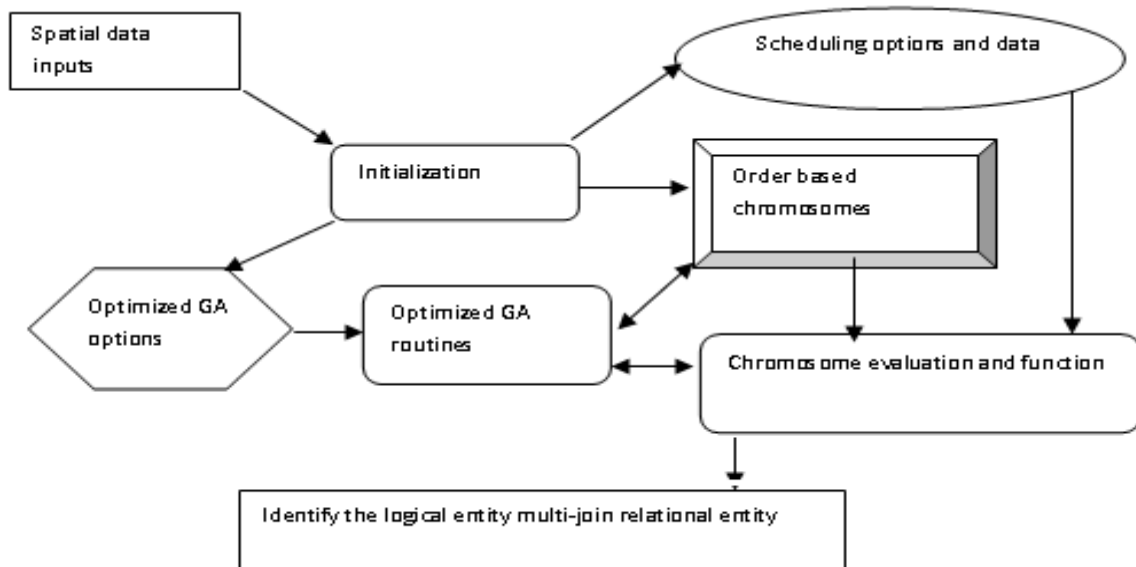 Spatial data
inputs
Scheduling options and data
Initialization
Order based
chromosomes
Optimized GA
options
Optimized GA
routines
Chromosome evaluation and function
Identify the logical entity multi-join relational entity